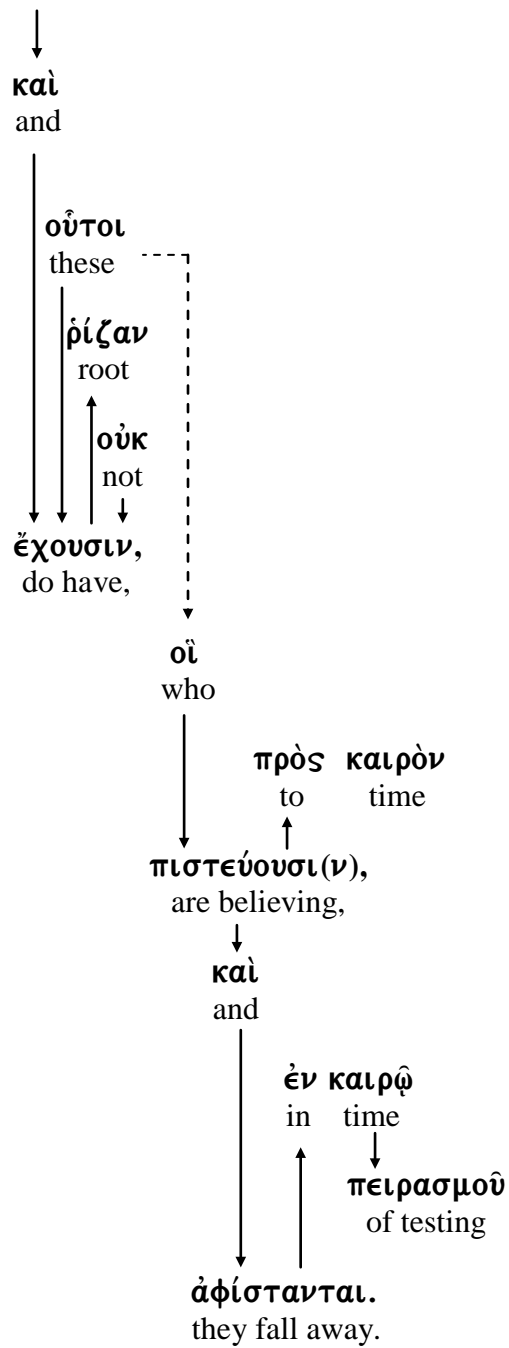 καὶ
and
οὗτοι
these
ῥίζαν
root
οὐκ
not
ἔχουσιν,
do have,
οἳ
who
πρὸς καιρὸν
to time
πιστεύουσι(ν),
are believing,
καὶ
and
ἐν καιρῷ
in time
πειρασμοῦ
of testing
ἀφίστανται.
they fall away.